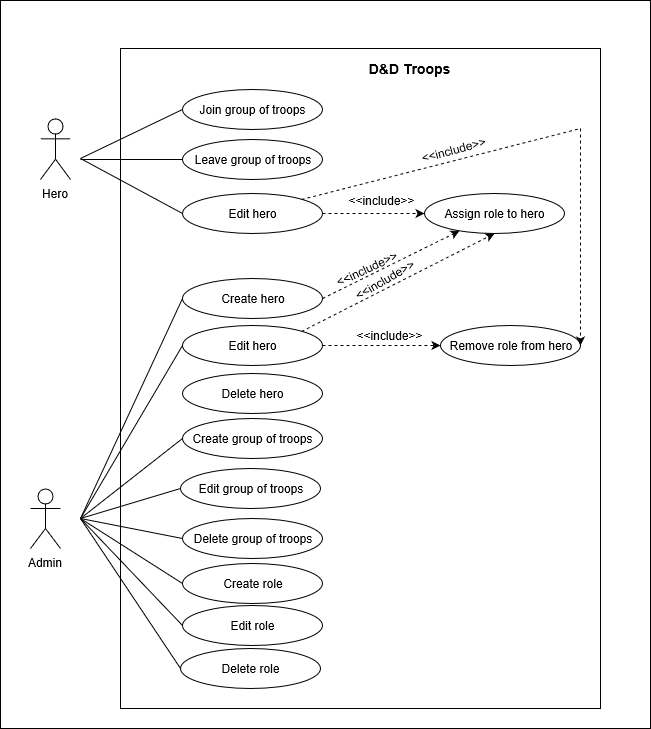 D&D Troops
Join group of troops
<<include>>
Leave group of troops
Hero
Edit hero
<<include>>
Assign role to hero
<<include>>
<<include>>
Create hero
Edit hero
<<include>>
Remove role from hero
Delete hero
Create group of troops
Edit group of troops
Delete group of troops
Admin
Create role
Edit role
Delete role